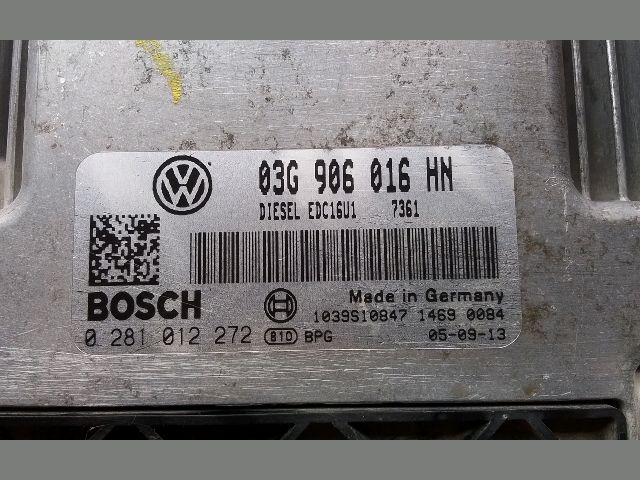 03G 906 016 HN
DIESEL EDC16U1 7361
BOSCH
Made in Germany
1039S10847 1469 0084
0 281 012 272 810 BPG 05-09-13